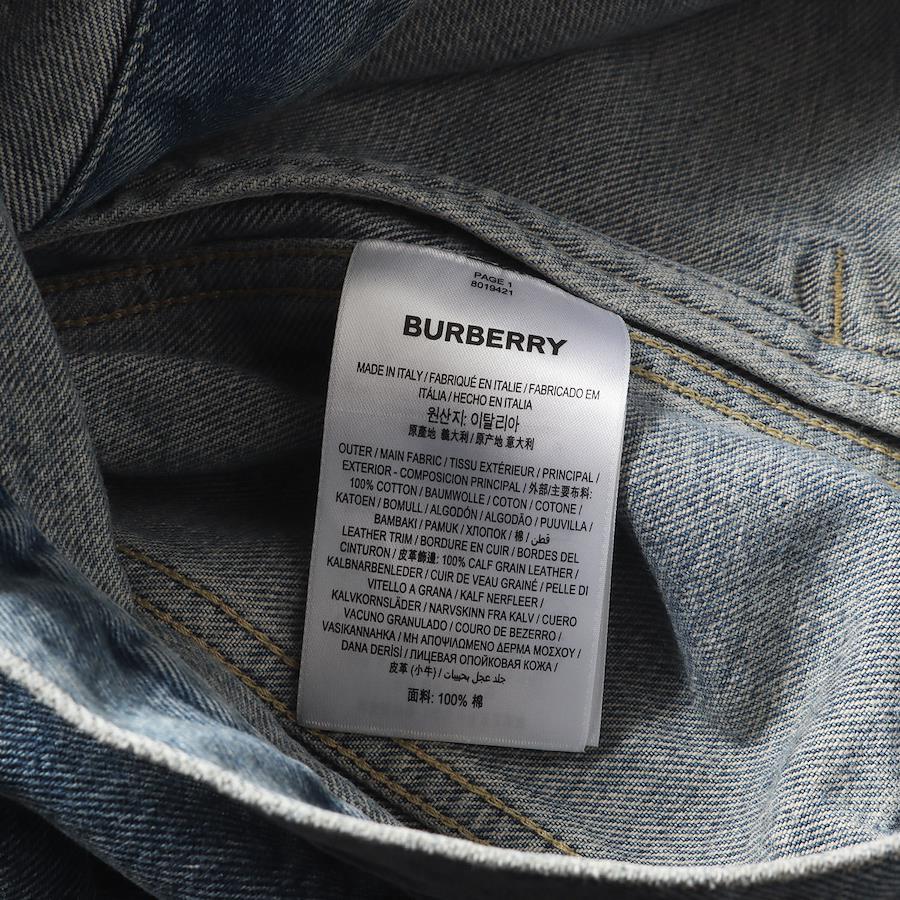 PAGE 1
8019421
BURBERRY
MADE IN ITALY / FABRIQUÉ EN ITALIE / FABRICADO EM
ITÁLIA / HECHO EN ITALIA
원산지: 이탈리아
原產地 義大利 / 原产地 意大利
OUTER / MAIN FABRIC / TISSU EXTÉRIEUR / PRINCIPAL /
EXTERIOR - COMPOSICION PRINCIPAL / 外部/主要布料:
100% COTTON / BAUMWOLLE / COTON / COTONE /
KATOEN / BOMULL / ALGODÓN / ALGODÃO / PUUVILLA /
BAMBAKI / PAMUK / ХЛОПОК / 棉 / قطن
LEATHER TRIM / BORDURE EN CUIR / BORDES DEL
CINTURON / 皮革飾邊: 100% CALF GRAIN LEATHER /
KALBNARBENLEDER / CUIR DE VEAU GRAINÉ / PELLE DI
VITELLO A GRANA / KALF NERFLEER /
KALVKORNSLÄDER / NARVSKINN FRA KALV / CUERO
VACUNO GRANULADO / COURO DE BEZERRO /
VASIKANNAHKA / ΜΗ ΑΠΟΨΙΛΩΜΕΝΟ ΔΕΡΜΑ ΜΟΣΧΟΥ /
DANA DERİSİ / ЛИЦЕВАЯ ОПОЙКОВАЯ КОЖА /
皮革 (小牛) / جلد عجل بحبيبات
面料: 100% 棉